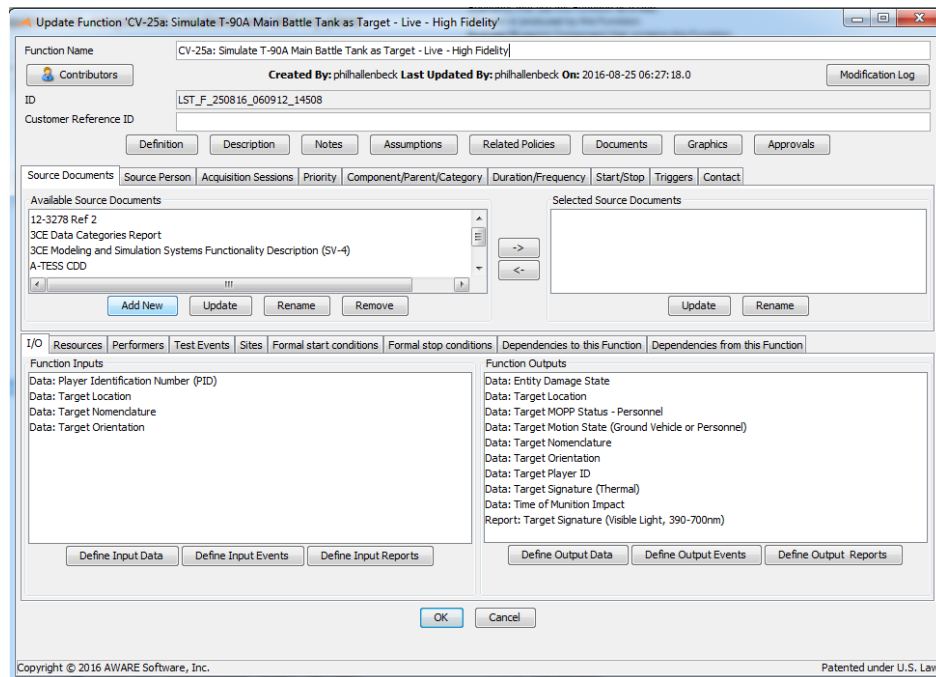 Update Function 'CV-25a: Simulate T-90A Main Battle Tank as Target - Live - High Fidelity'
Function Name
CV-25a: Simulate T-90A Main Battle Tank as Target - Live - High Fidelity
Contributors
Created By: philhallenbeck Last Updated By: philhallenbeck On: 2016-08-25 06:27:18.0
Modification Log
ID
LST_F_250816_060912_14508
Customer Reference ID
Definition Description Notes Assumptions Related Policies Documents Graphics Approvals
Source Documents Source Person Acquisition Sessions Priority Component/Parent/Category Duration/Frequency Start/Stop Triggers Contact
Available Source Documents
12-3278 Ref 2
3CE Data Categories Report
3CE Modeling and Simulation Systems Functionality Description (SV-4)
A-TESS CDD
Add New Update Rename Remove
->
<-
Selected Source Documents
Update Rename
I/O Resources Performers Test Events Sites Formal start conditions Formal stop conditions Dependencies to this Function Dependencies from this Function
Function Inputs
Data: Player Identification Number (PID)
Data: Target Location
Data: Target Nomenclature
Data: Target Orientation
Define Input Data Define Input Events Define Input Reports
Function Outputs
Data: Entity Damage State
Data: Target Location
Data: Target MOPP Status - Personnel
Data: Target Motion State (Ground Vehicle or Personnel)
Data: Target Nomenclature
Data: Target Orientation
Data: Target Player ID
Data: Target Signature (Thermal)
Data: Time of Munition Impact
Report: Target Signature (Visible Light, 390-700nm)
Define Output Data Define Output Events Define Output Reports
OK Cancel
Copyright © 2016 AWARE Software, Inc.
Patented under U.S. Law